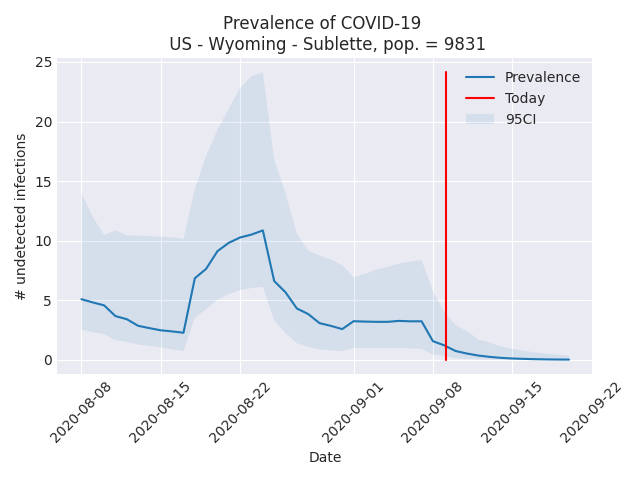 Prevalence of COVID-19
US - Wyoming - Sublette, pop. = 9831
Prevalence
Today
95CI
25
20
15
10
5
0
# undetected infections
2020-08-08
2020-08-15
2020-08-22
2020-09-01
2020-09-08
2020-09-15
2020-09-22
Date